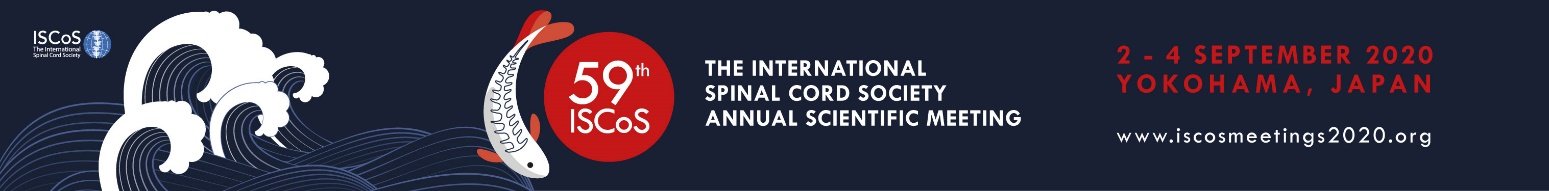 ISCoS
The International
Spinal Cord Society
59th
ISCoS
THE INTERNATIONAL
SPINAL CORD SOCIETY
ANNUAL SCIENTIFIC MEETING
2 - 4 SEPTEMBER 2020
YOKOHAMA, JAPAN
www.iscosmeetings2020.org